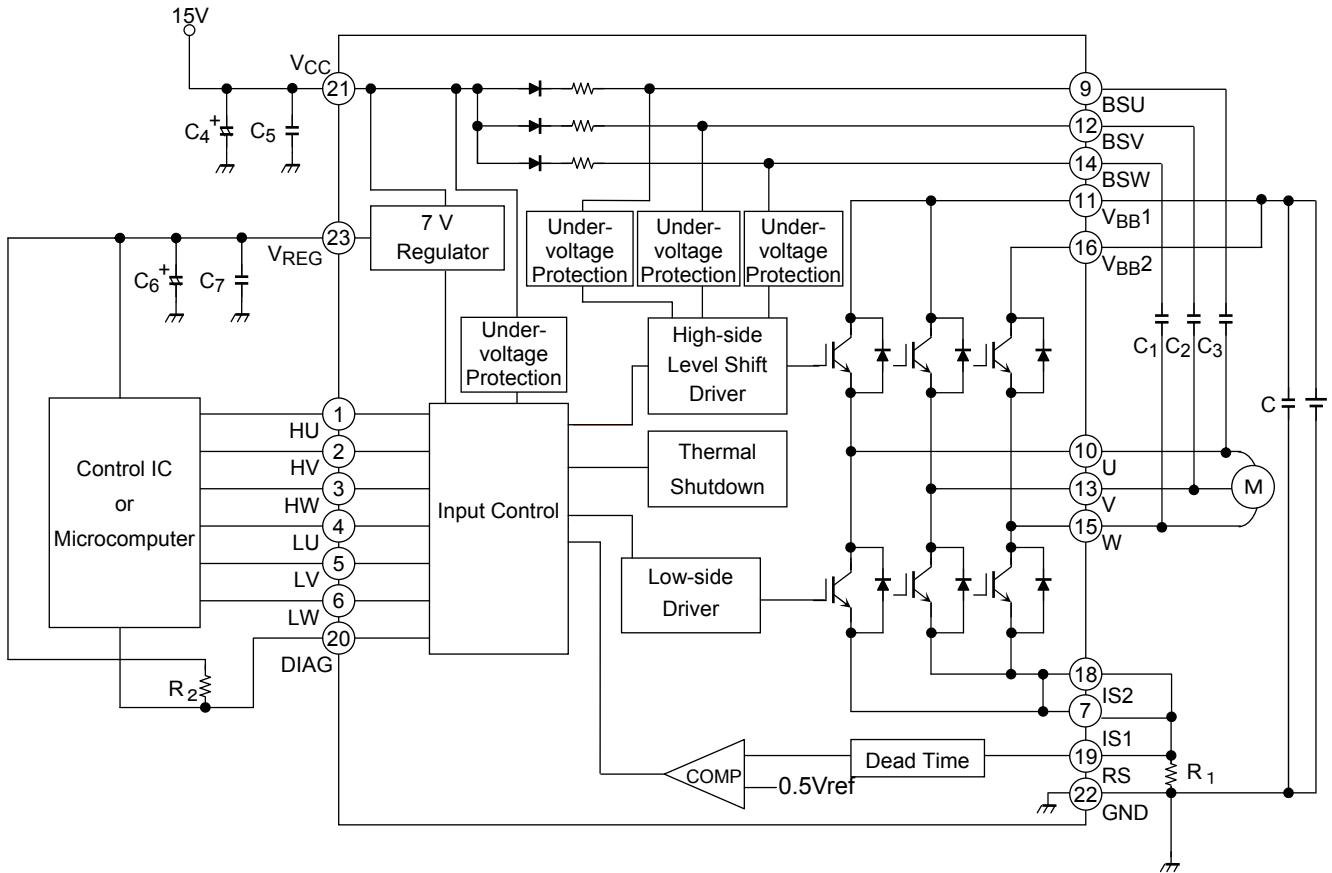 15V
VCC
21
9
BSU
C4
+
C5
12
BSV
14
BSW
11
VBB1
7 V
Regulator
Under-
voltage
Protection
Under-
voltage
Protection
Under-
voltage
Protection
23
VREG
16
VBB2
C6
+
C7
Under-
voltage
Protection
High-side
Level Shift
Driver
C1
C2
C3
C
Control IC
or
Microcomputer
1
HU
2
HV
3
HW
4
LU
5
LV
6
LW
20
DIAG
Input Control
Thermal
Shutdown
10
U
13
V
15
W
M
Low-side
Driver
R2
18
IS2
7
IS1
19
RS
22
GND
R1
COMP
Dead Time
0.5Vref